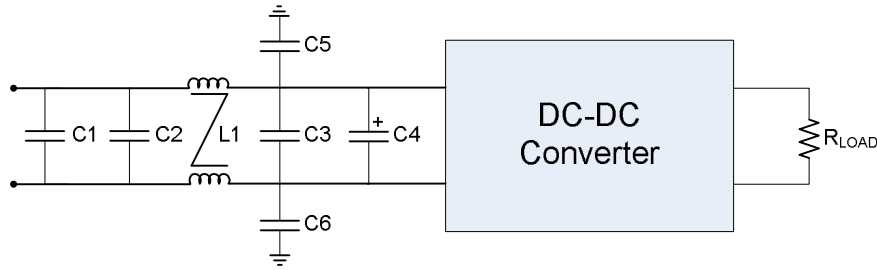 C5
C1
C2
L1
C3
+
C4
DC-DC
Converter
RLOAD
C6